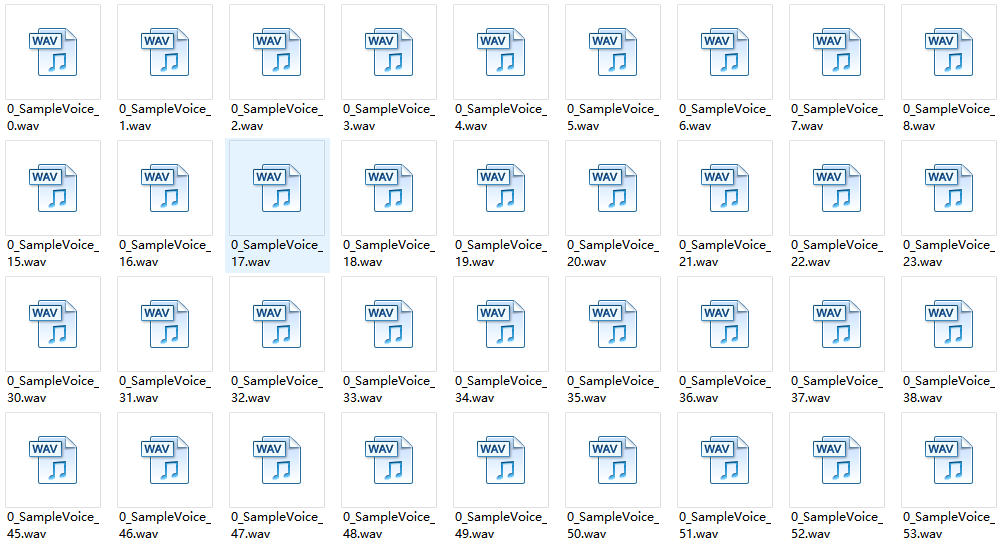 WAV WAV WAV WAV WAV WAV WAV WAV WAV
0_SampleVoice_ 0_SampleVoice_ 0_SampleVoice_ 0_SampleVoice_ 0_SampleVoice_ 0_SampleVoice_ 0_SampleVoice_ 0_SampleVoice_ 0_SampleVoice_
0.wav 1.wav 2.wav 3.wav 4.wav 5.wav 6.wav 7.wav 8.wav
WAV WAV WAV WAV WAV WAV WAV WAV WAV
0_SampleVoice_ 0_SampleVoice_ 0_SampleVoice_ 0_SampleVoice_ 0_SampleVoice_ 0_SampleVoice_ 0_SampleVoice_ 0_SampleVoice_ 0_SampleVoice_
15.wav 16.wav 17.wav 18.wav 19.wav 20.wav 21.wav 22.wav 23.wav
WAV WAV WAV WAV WAV WAV WAV WAV WAV
0_SampleVoice_ 0_SampleVoice_ 0_SampleVoice_ 0_SampleVoice_ 0_SampleVoice_ 0_SampleVoice_ 0_SampleVoice_ 0_SampleVoice_ 0_SampleVoice_
30.wav 31.wav 32.wav 33.wav 34.wav 35.wav 36.wav 37.wav 38.wav
WAV WAV WAV WAV WAV WAV WAV WAV WAV
0_SampleVoice_ 0_SampleVoice_ 0_SampleVoice_ 0_SampleVoice_ 0_SampleVoice_ 0_SampleVoice_ 0_SampleVoice_ 0_SampleVoice_ 0_SampleVoice_
45.wav 46.wav 47.wav 48.wav 49.wav 50.wav 51.wav 52.wav 53.wav